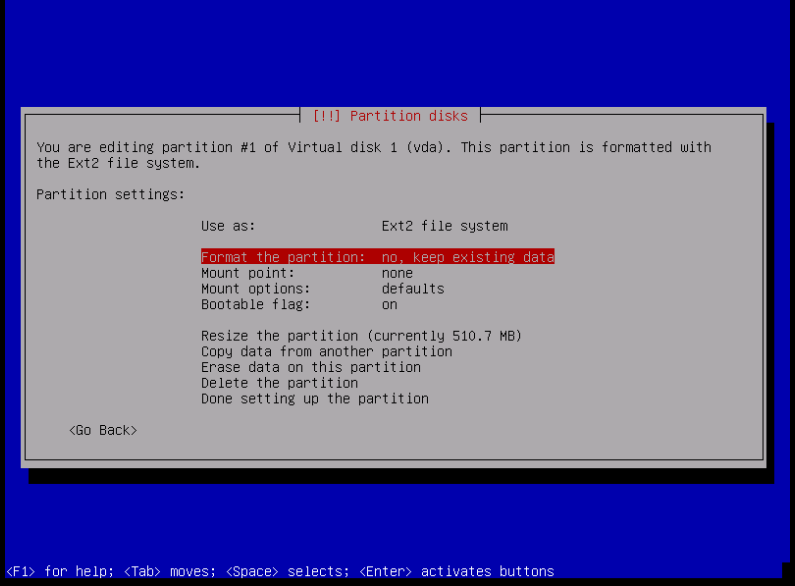 [!!] Partition disks
You are editing partition #1 of Virtual disk 1 (vda). This partition is formatted with
the Ext2 file system.
Partition settings:
Use as: Ext2 file system
Format the partition: no, keep existing data
Mount point: none
Mount options: defaults
Bootable flag: on
Resize the partition (currently 510.7 MB)
Copy data from another partition
Erase data on this partition
Delete the partition
Done setting up the partition
<Go Back>
<F1> for help; <Tab> moves; <Space> selects; <Enter> activates buttons